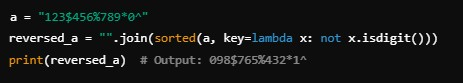 a = "123$456%789*0^"
reversed_a = "".join(sorted(a, key=lambda x: not x.isdigit()))
print(reversed_a)  # Output: 098$765%432*1^